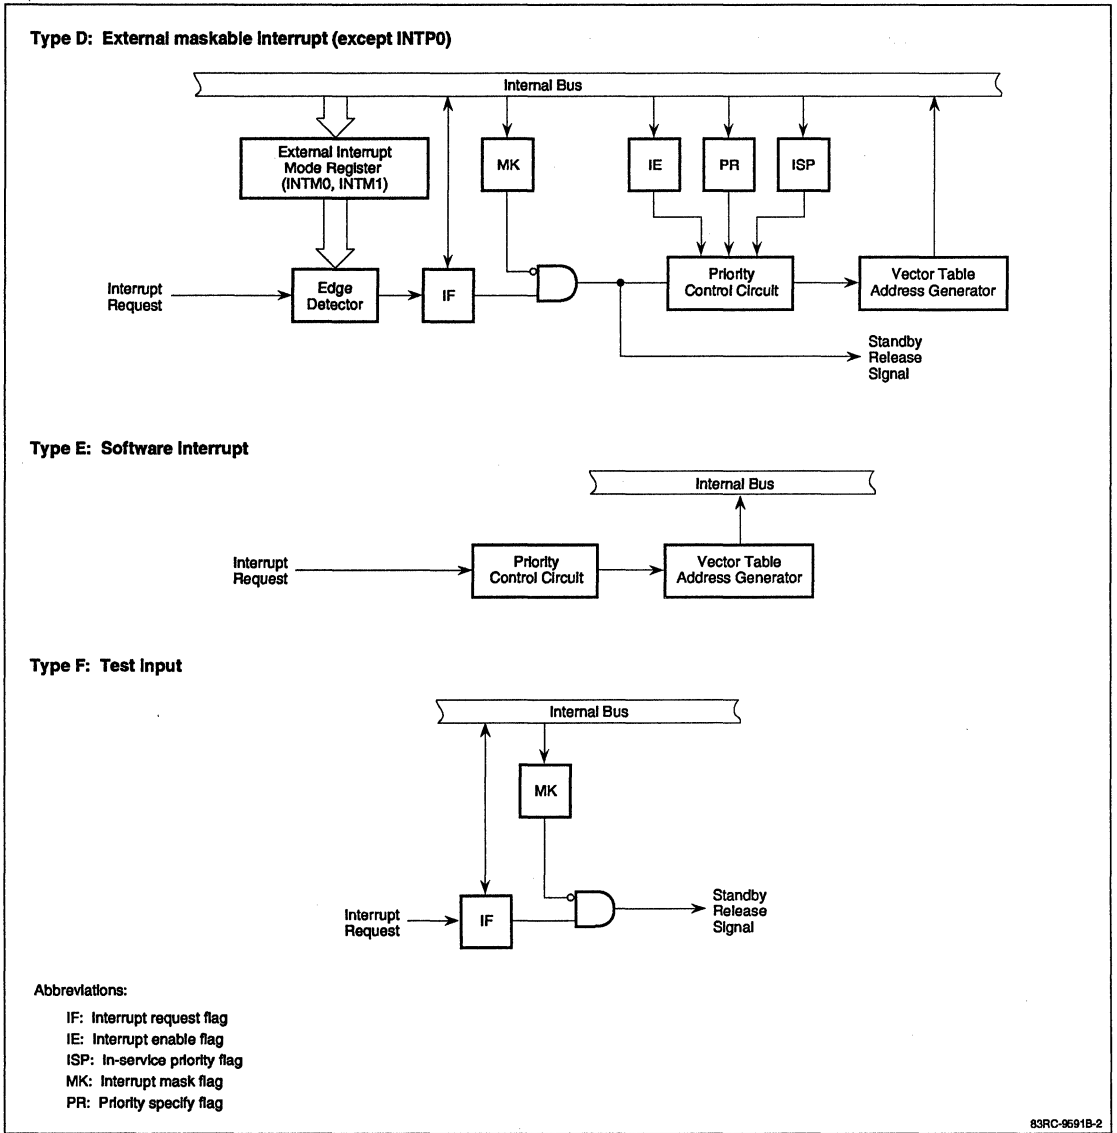 Type D: External maskable Interrupt (except INTP0)
Internal Bus
External Interrupt
Mode Register
(INTM0, INTM1)
MK
IE
PR
ISP
Interrupt
Request
Edge
Detector
IF
Priority
Control Circuit
Vector Table
Address Generator
Standby
Release
Signal
Type E: Software Interrupt
Internal Bus
Interrupt
Request
Priority
Control Circuit
Vector Table
Address Generator
Type F: Test Input
Internal Bus
MK
Interrupt
Request
IF
Standby
Release
Signal
Abbreviations:
IF: Interrupt request flag
IE: Interrupt enable flag
ISP: In-service priority flag
MK: Interrupt mask flag
PR: Priority specify flag
83RC-9591B-2